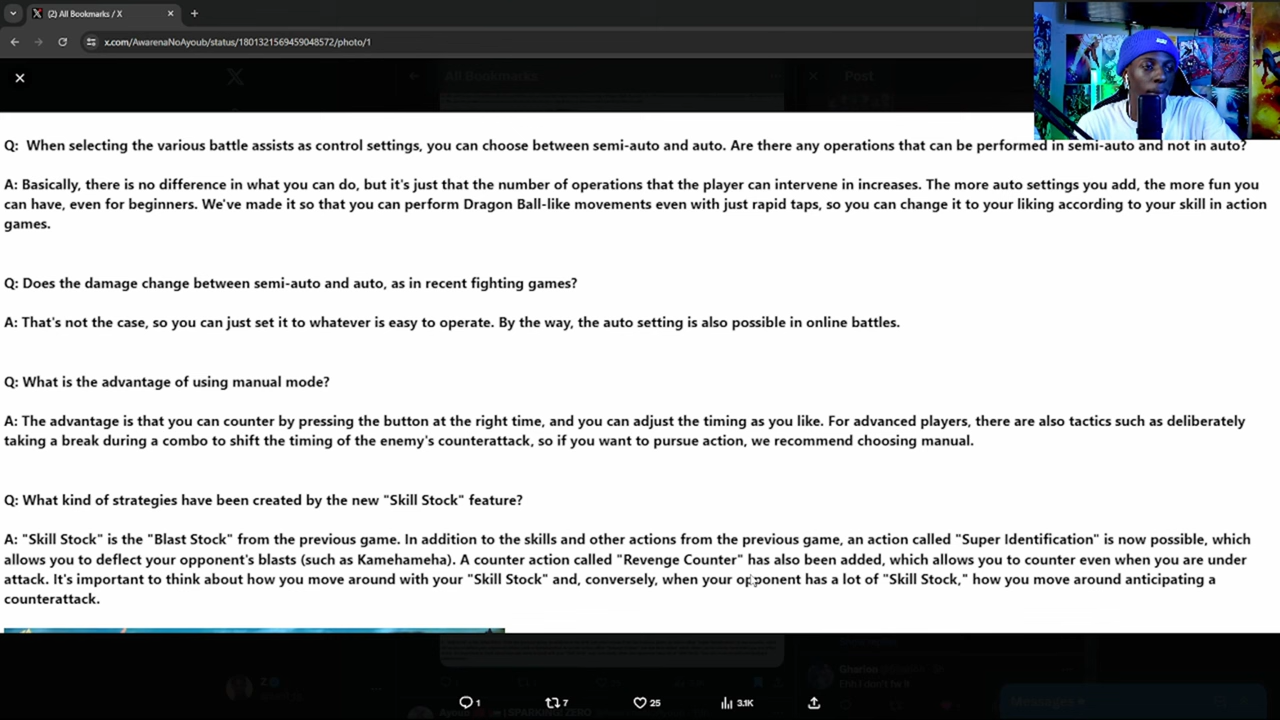 (2) All Bookmarks / X
x.com/AwarenaNoAyoub/status/1801321569459048572/photo/1
All Bookmarks
Post
Q: When selecting the various battle assists as control settings, you can choose between semi-auto and auto. Are there any operations that can be performed in semi-auto and not in auto?
A: Basically, there is no difference in what you can do, but it's just that the number of operations that the player can intervene in increases. The more auto settings you add, the more fun you
can have, even for beginners. We've made it so that you can perform Dragon Ball-like movements even with just rapid taps, so you can change it to your liking according to your skill in action
games.
Q: Does the damage change between semi-auto and auto, as in recent fighting games?
A: That's not the case, so you can just set it to whatever is easy to operate. By the way, the auto setting is also possible in online battles.
Q: What is the advantage of using manual mode?
A: The advantage is that you can counter by pressing the button at the right time, and you can adjust the timing as you like. For advanced players, there are also tactics such as deliberately
taking a break during a combo to shift the timing of the enemy's counterattack, so if you want to pursue action, we recommend choosing manual.
Q: What kind of strategies have been created by the new "Skill Stock" feature?
A: "Skill Stock" is the "Blast Stock" from the previous game. In addition to the skills and other actions from the previous game, an action called "Super Identification" is now possible, which
allows you to deflect your opponent's blasts (such as Kamehameha). A counter action called "Revenge Counter" has also been added, which allows you to counter even when you are under
attack. It's important to think about how you move around with your "Skill Stock" and, conversely, when your opponent has a lot of "Skill Stock," how you move around anticipating a
counterattack.
1 7 25 3.1K
Messages